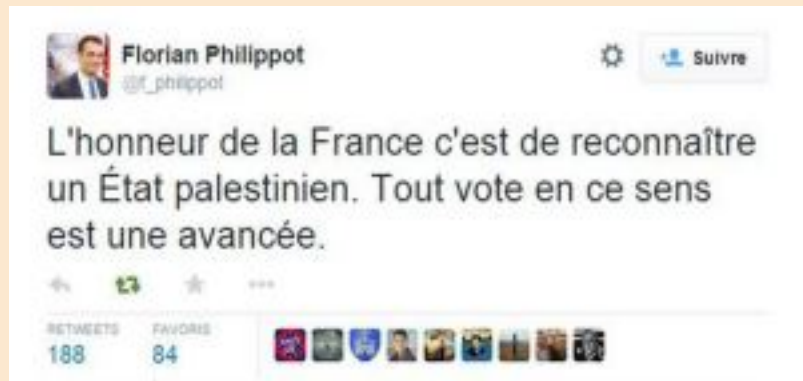 Florian Philippot
@f_philippot
Suivre
L'honneur de la France c'est de reconnaître
un État palestinien. Tout vote en ce sens
est une avancée.
RETWEETS FAVORIS
188 84